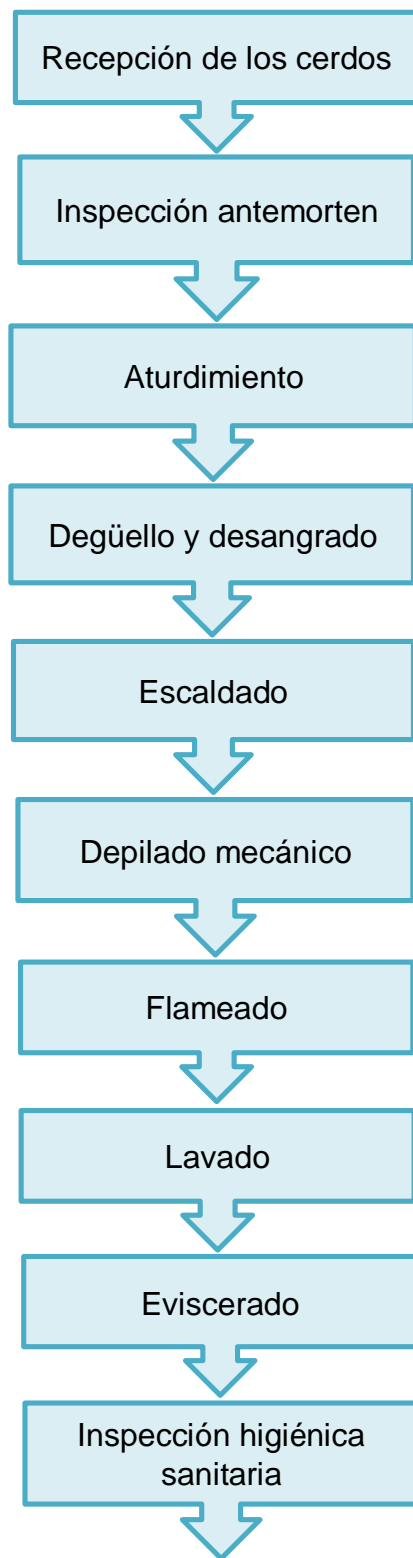 Recepción de los cerdos
Inspección antemorten
Aturdimiento
Degüello y desangrado
Escaldado
Depilado mecánico
Flameado
Lavado
Eviscerado
Inspección higiénica
sanitaria